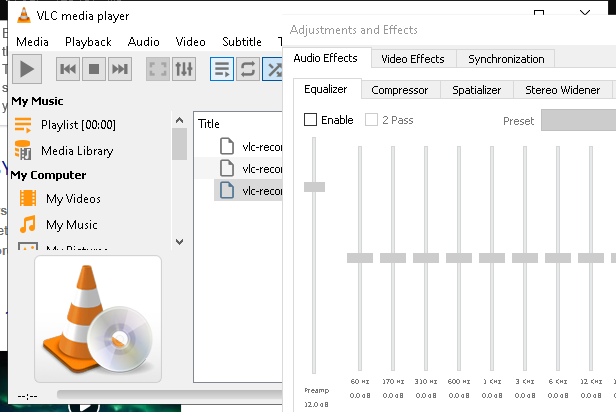 VLC media player
Media Playback Audio Video Subtitle
Adjustments and Effects
Audio Effects Video Effects Synchronization
Equalizer Compressor Spatializer Stereo Widener
Enable 2 Pass Preset
My Music
Playlist [00:00]
Media Library
My Computer
My Videos
My Music
My Pictures
Title
vlc-recor
vlc-recor
vlc-recor
Preamp
12.0 dB
60 Hz 170 Hz 310 Hz 600 Hz 1 KHz 3 KHz 6 KHz 12 KHz
0.0 dB 0.0 dB 0.0 dB 0.0 dB 0.0 dB 0.0 dB 0.0 dB 0.0 dB
--:--